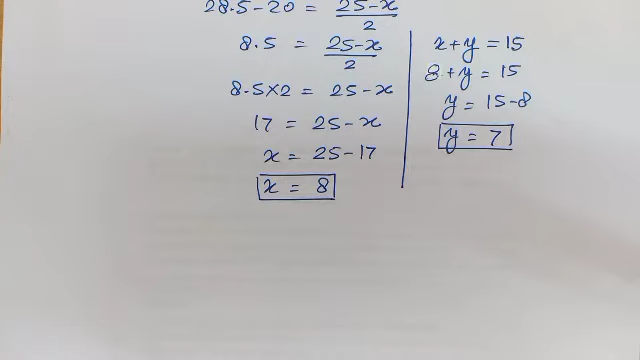 28.5-20 = 25-x/2
8.5 = 25-x/2
8.5×2 = 25-x
17 = 25-x
x = 25-17
x = 8
x+y = 15
8+y = 15
y = 15-8
y = 7